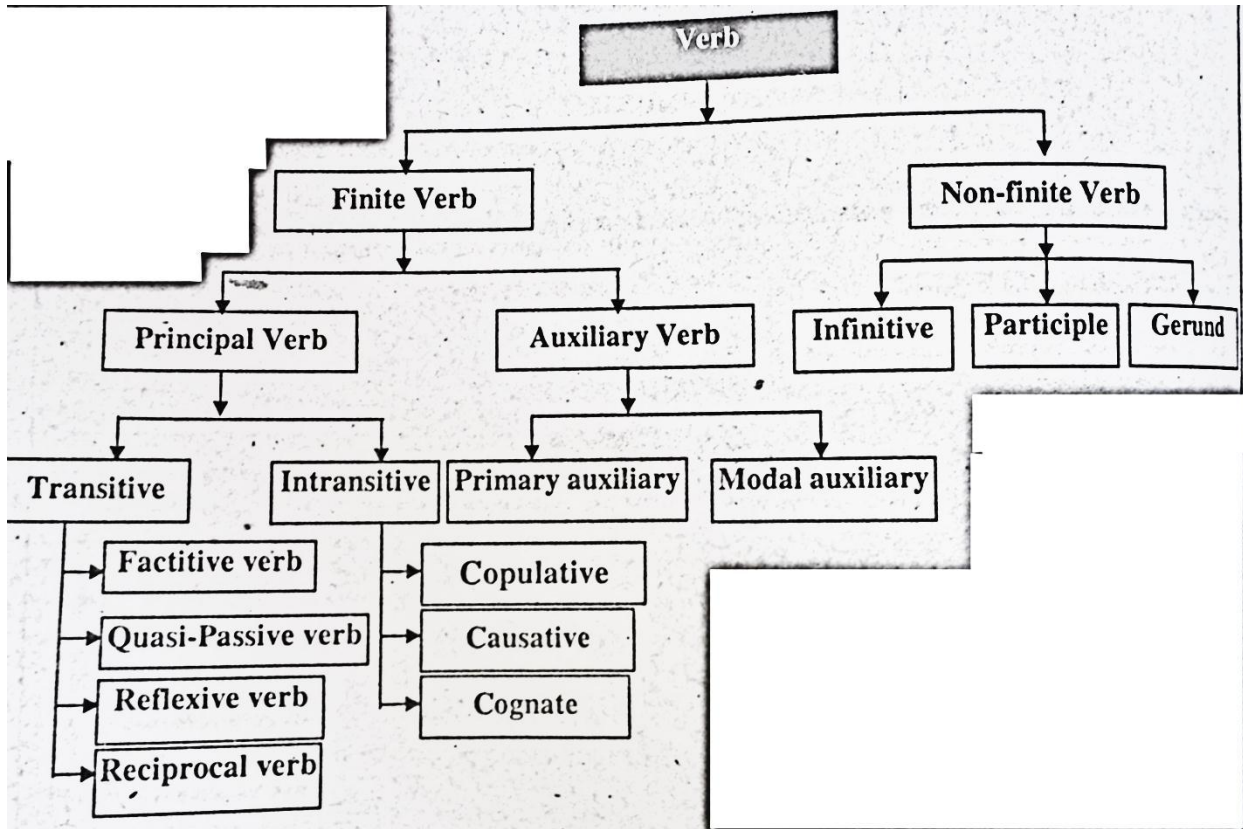 Verb
Finite Verb
Non-finite Verb
Principal Verb
Auxiliary Verb
Infinitive
Participle
Gerund
Transitive
Intransitive
Primary auxiliary
Modal auxiliary
Factitive verb
Quasi-Passive verb
Reflexive verb
Reciprocal verb
Copulative
Causative
Cognate